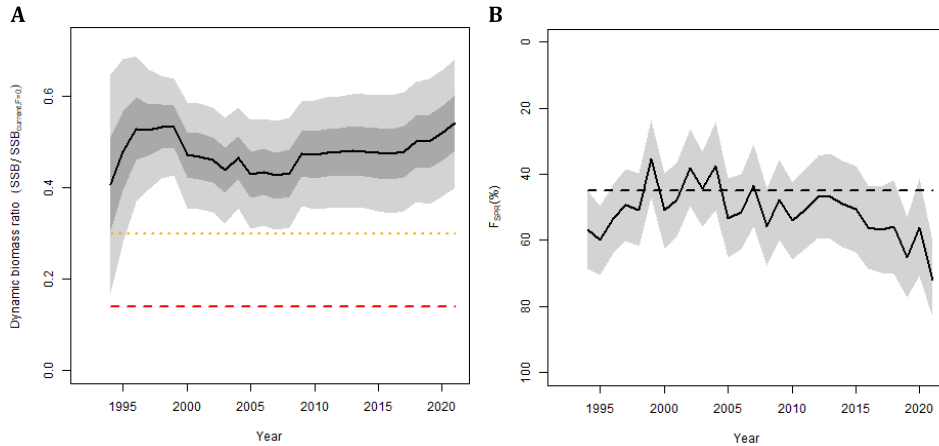 A
Dynamic biomass ratio (SSB/ SSBcurrent,F=0)
0.0 0.2 0.4 0.6
1995 2000 2005 2010 2015 2020
Year
B
FSPR(%)
0 20 40 60 80 100
1995 2000 2005 2010 2015 2020
Year